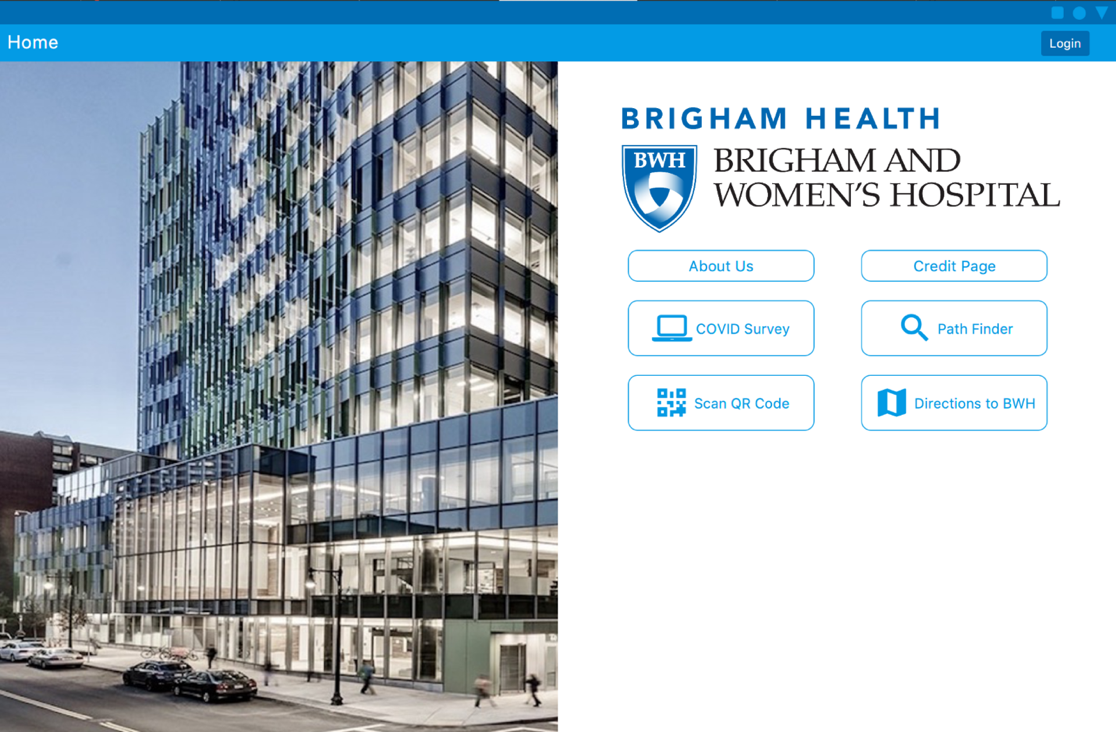 Home
Login
BRIGHAM HEALTH
BWH
BRIGHAM AND
WOMEN'S HOSPITAL
About Us
Credit Page
COVID Survey
Path Finder
Scan QR Code
Directions to BWH